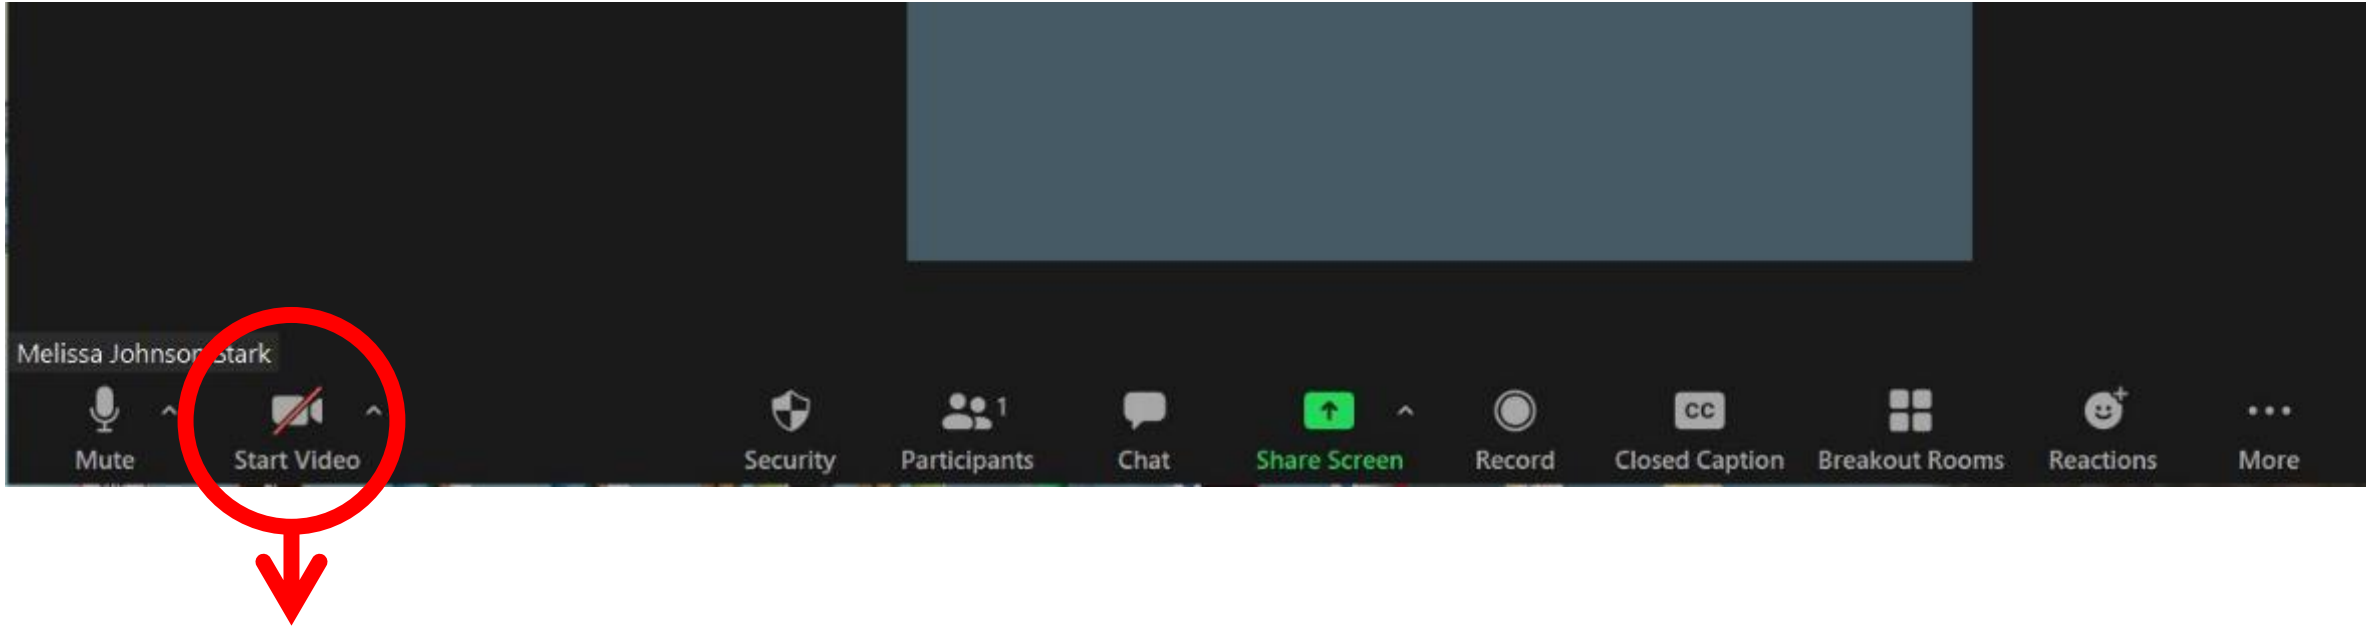 Melissa Johnson Stark
1
CC
Mute
Start Video
Security
Participants
Chat
Share Screen
Record
Closed Caption
Breakout Rooms
Reactions
More